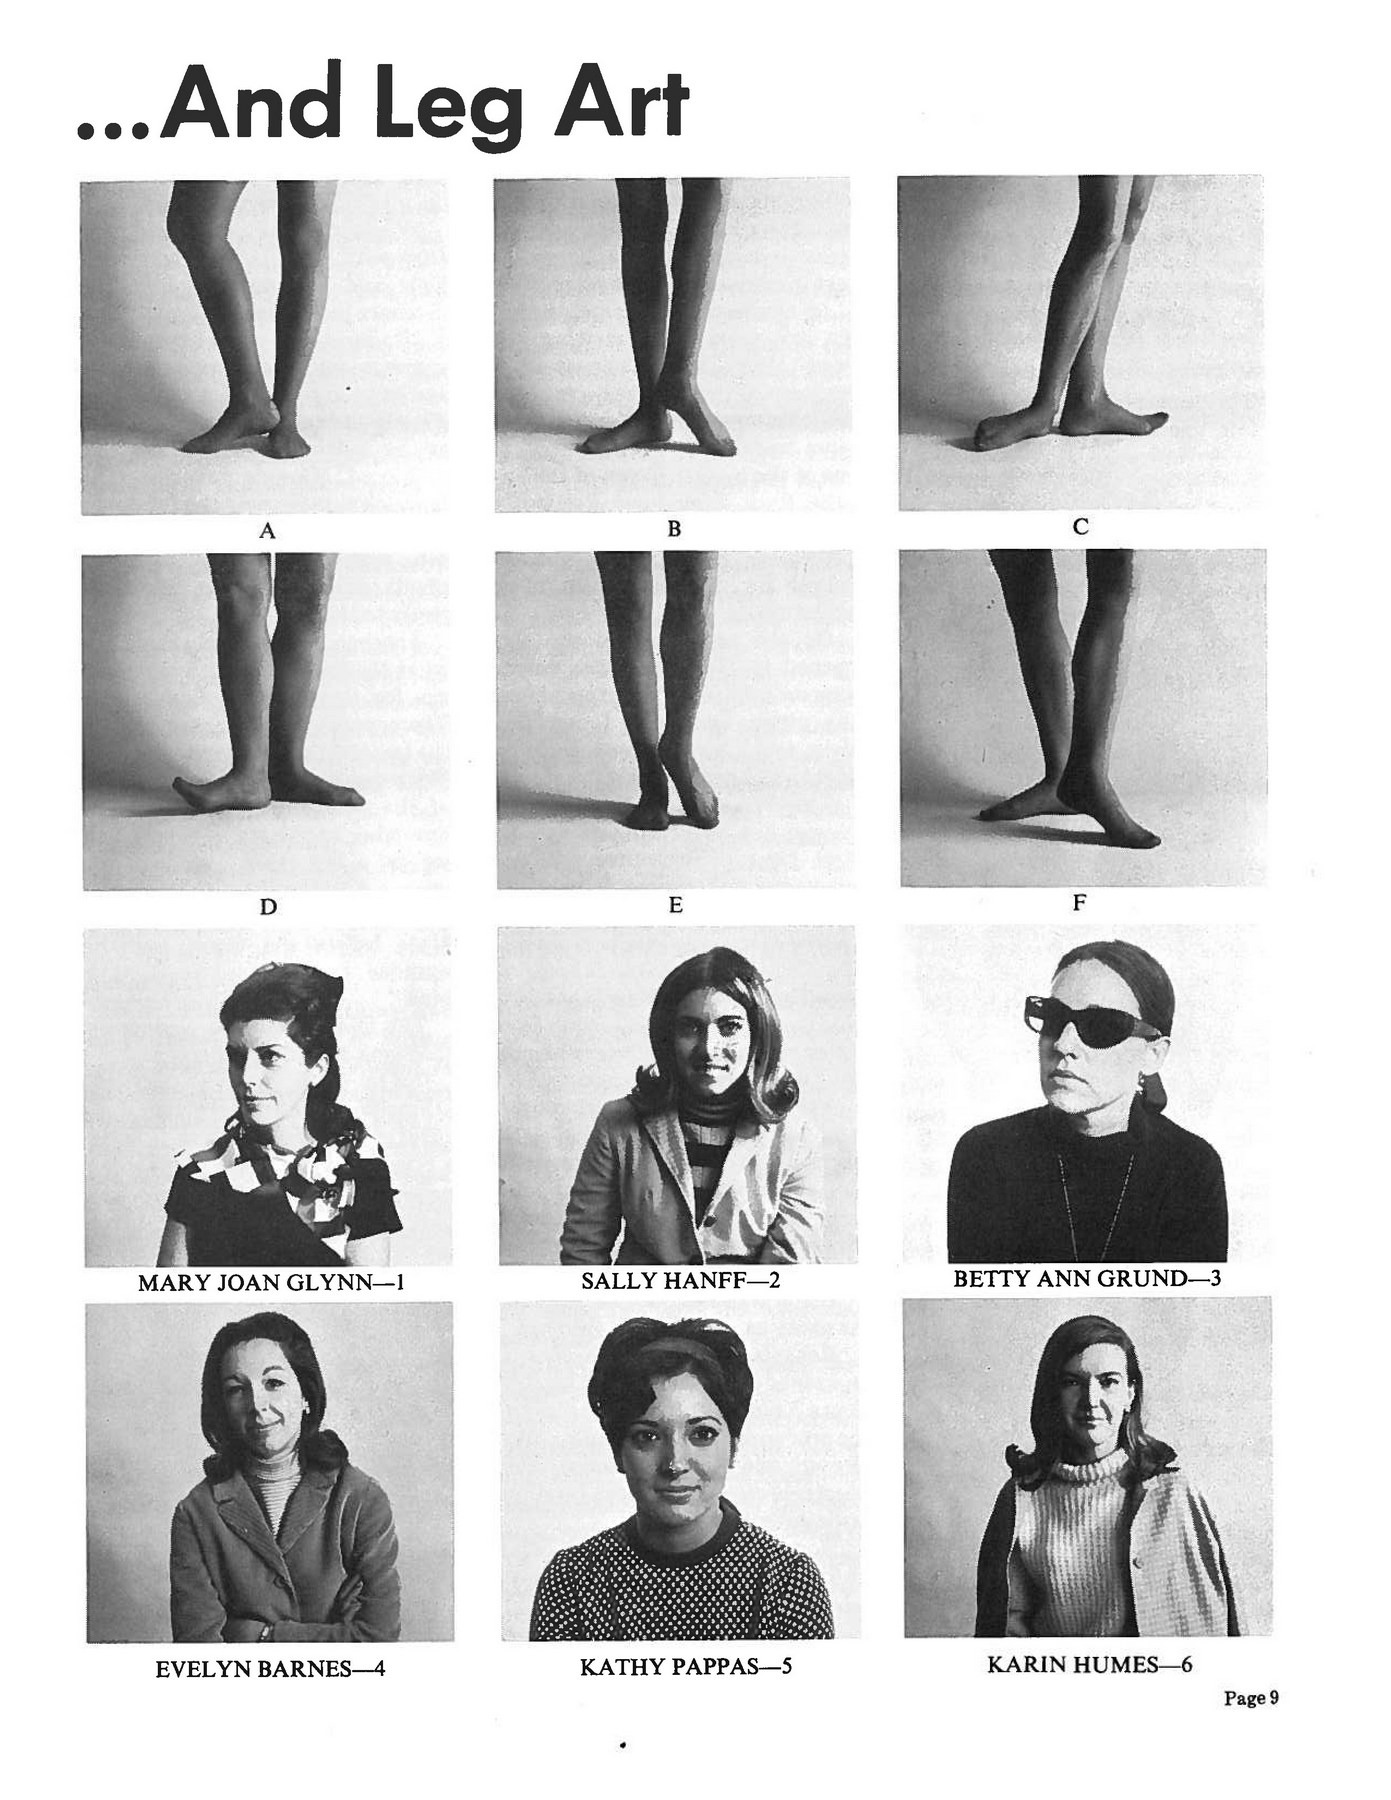 ...And Leg Art
A
B
C
D
E
F
MARY JOAN GLYNN—1
SALLY HANFF—2
BETTY ANN GRUND—3
EVELYN BARNES—4
KATHY PAPPAS—5
KARIN HUMES—6
Page 9